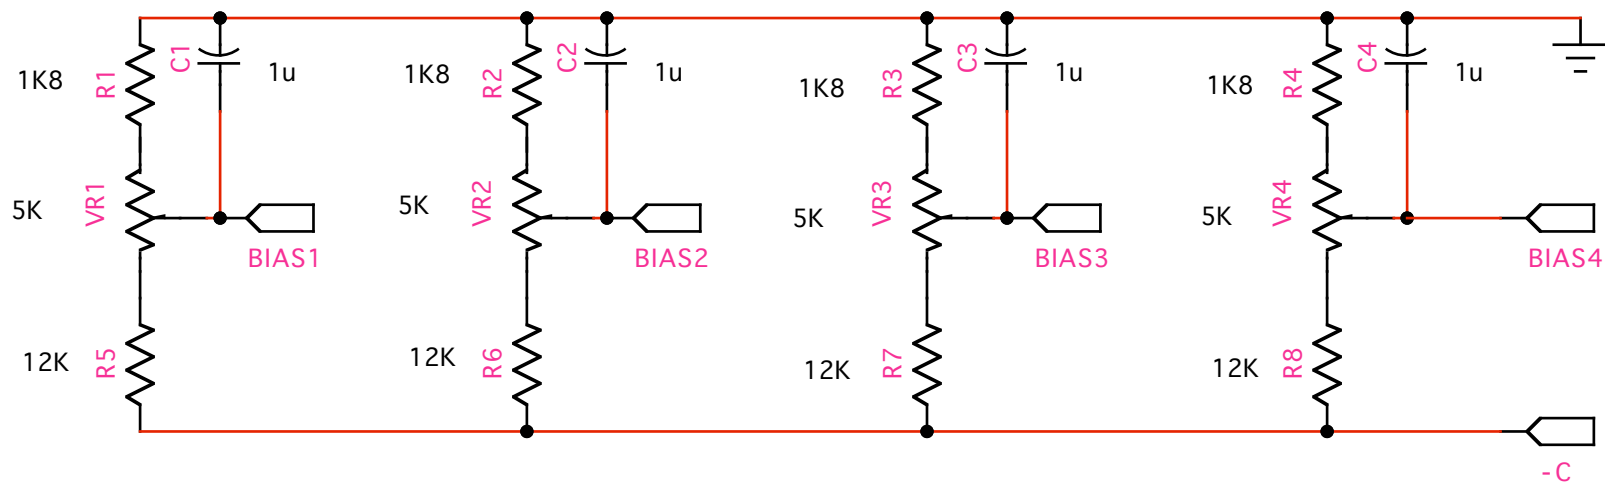 1K8
R1
C1
1u
1K8
R2
C2
1u
1K8
R3
C3
1u
1K8
R4
C4
1u
5K
VR1
BIAS1
5K
VR2
BIAS2
5K
VR3
BIAS3
5K
VR4
BIAS4
12K
R5
12K
R6
12K
R7
12K
R8
-C